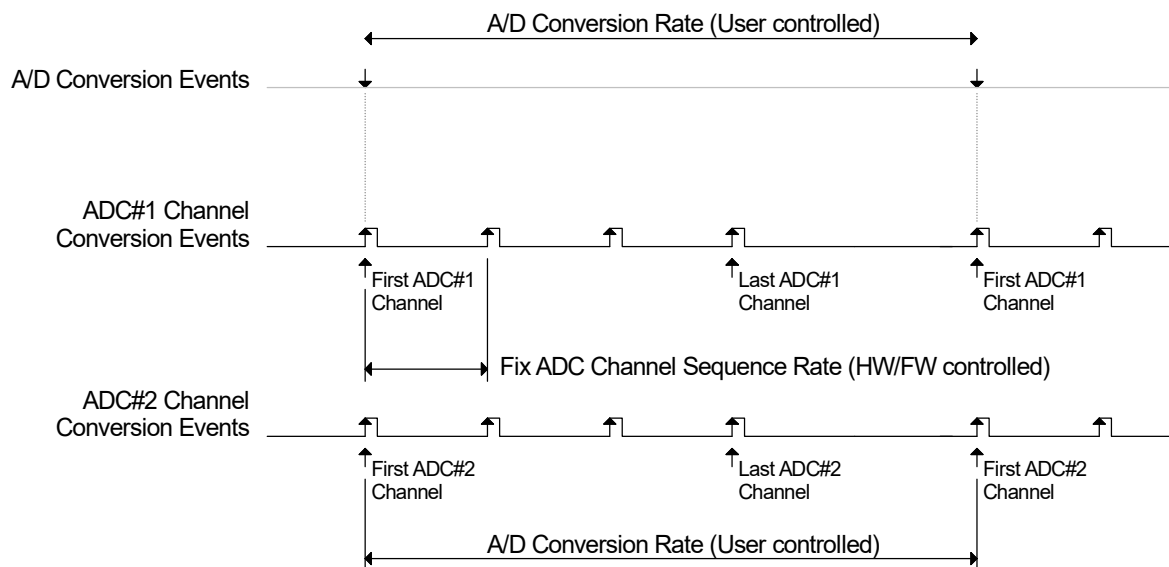 A/D Conversion Rate (User controlled)
A/D Conversion Events
ADC#1 Channel
Conversion Events
First ADC#1
Channel
Last ADC#1
Channel
First ADC#1
Channel
Fix ADC Channel Sequence Rate (HW/FW controlled)
ADC#2 Channel
Conversion Events
First ADC#2
Channel
Last ADC#2
Channel
First ADC#2
Channel
A/D Conversion Rate (User controlled)